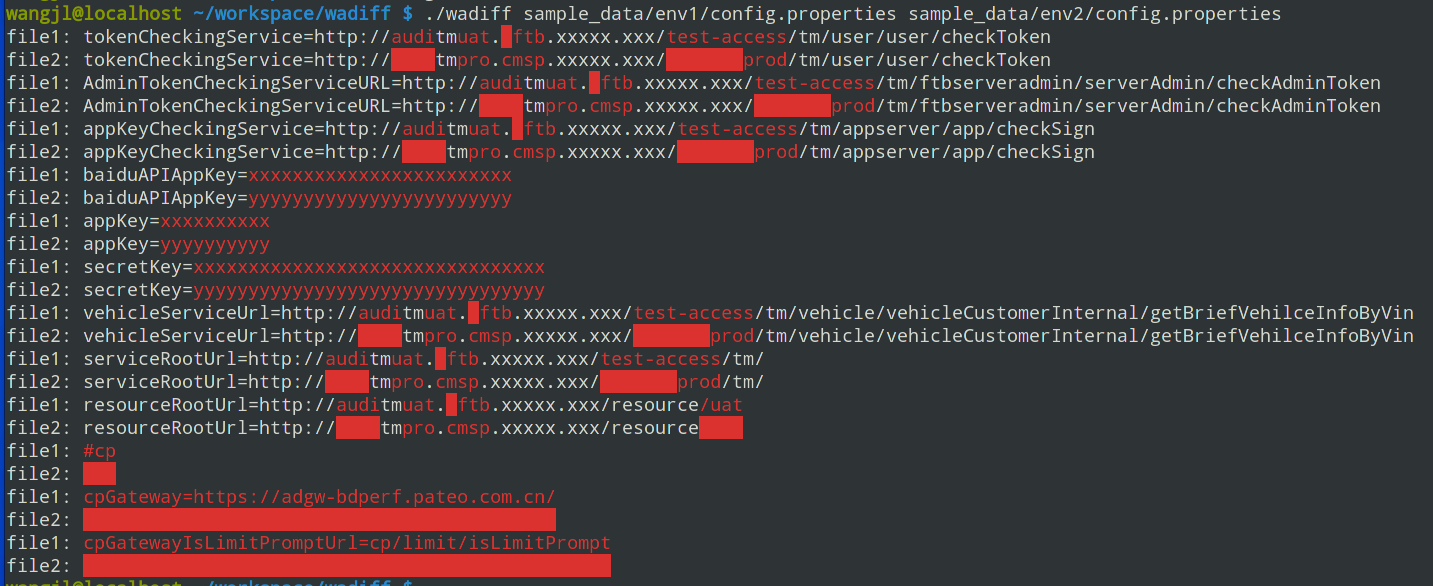 wangjl@localhost ~/workspace/wadiff $ ./wadiff sample_data/env1/config.properties sample_data/env2/config.properties
file1: tokenCheckingService=http://auditmuat. ftb.xxxxx.xxx/test-access/tm/user/user/checkToken
file2: tokenCheckingService=http://    tmpro.cmsp.xxxxx.xxx/       prod/tm/user/user/checkToken
file1: AdminTokenCheckingServiceURL=http://auditmuat. ftb.xxxxx.xxx/test-access/tm/ftbserveradmin/serverAdmin/checkAdminToken
file2: AdminTokenCheckingServiceURL=http://    tmpro.cmsp.xxxxx.xxx/       prod/tm/ftbserveradmin/serverAdmin/checkAdminToken
file1: appKeyCheckingService=http://auditmuat. ftb.xxxxx.xxx/test-access/tm/appserver/app/checkSign
file2: appKeyCheckingService=http://    tmpro.cmsp.xxxxx.xxx/       prod/tm/appserver/app/checkSign
file1: baiduAPIAppKey=xxxxxxxxxxxxxxxxxxxxxxxx
file2: baiduAPIAppKey=yyyyyyyyyyyyyyyyyyyyyyyy
file1: appKey=xxxxxxxxxx
file2: appKey=yyyyyyyyyy
file1: secretKey=xxxxxxxxxxxxxxxxxxxxxxxxxxxxxxxx
file2: secretKey=yyyyyyyyyyyyyyyyyyyyyyyyyyyyyyyy
file1: vehicleServiceUrl=http://auditmuat. ftb.xxxxx.xxx/test-access/tm/vehicle/vehicleCustomerInternal/getBriefVehilceInfoByVin
file2: vehicleServiceUrl=http://    tmpro.cmsp.xxxxx.xxx/       prod/tm/vehicle/vehicleCustomerInternal/getBriefVehilceInfoByVin
file1: serviceRootUrl=http://auditmuat. ftb.xxxxx.xxx/test-access/tm/
file2: serviceRootUrl=http://    tmpro.cmsp.xxxxx.xxx/       prod/tm/
file1: resourceRootUrl=http://auditmuat. ftb.xxxxx.xxx/resource/uat
file2: resourceRootUrl=http://    tmpro.cmsp.xxxxx.xxx/resource
file1: #cp
file2:
file1: cpGateway=https://adgw-bdperf.pateo.com.cn/
file2:
file1: cpGatewayIsLimitPromptUrl=cp/limit/isLimitPrompt
file2:
wangjl@localhost ~/workspace/wadiff $